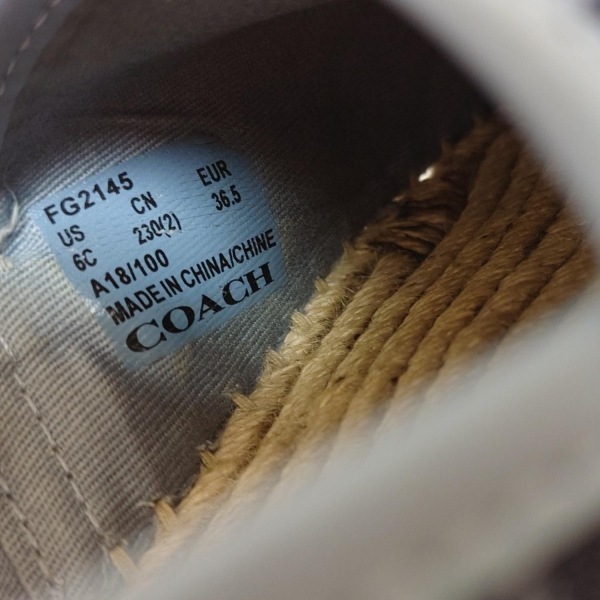 FG2145
US CN EUR
6C 230(2) 36.5
A18/100
MADE IN CHINA/CHINE
COACH